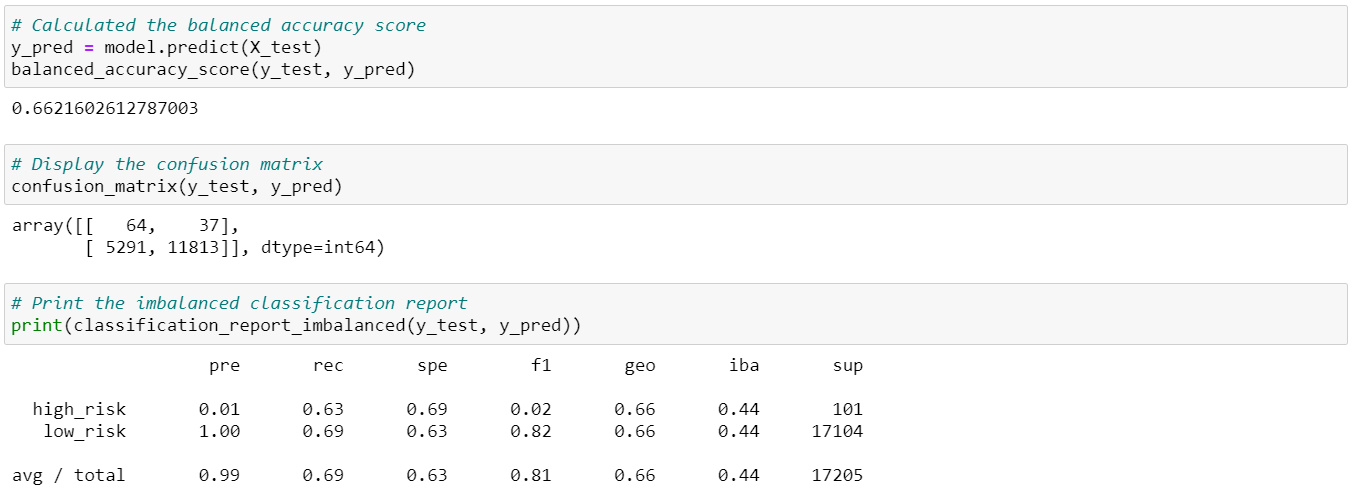 # Calculated the balanced accuracy score
y_pred = model.predict(X_test)
balanced_accuracy_score(y_test, y_pred)
0.6621602612787003
# Display the confusion matrix
confusion_matrix(y_test, y_pred)
array([[   64,    37],
       [ 5291, 11813]], dtype=int64)
# Print the imbalanced classification report
print(classification_report_imbalanced(y_test, y_pred))
                   pre       rec       spe        f1       geo       iba       sup
  high_risk       0.01      0.63      0.69      0.02      0.66      0.44       101
   low_risk       1.00      0.69      0.63      0.82      0.66      0.44     17104
avg / total       0.99      0.69      0.63      0.81      0.66      0.44     17205